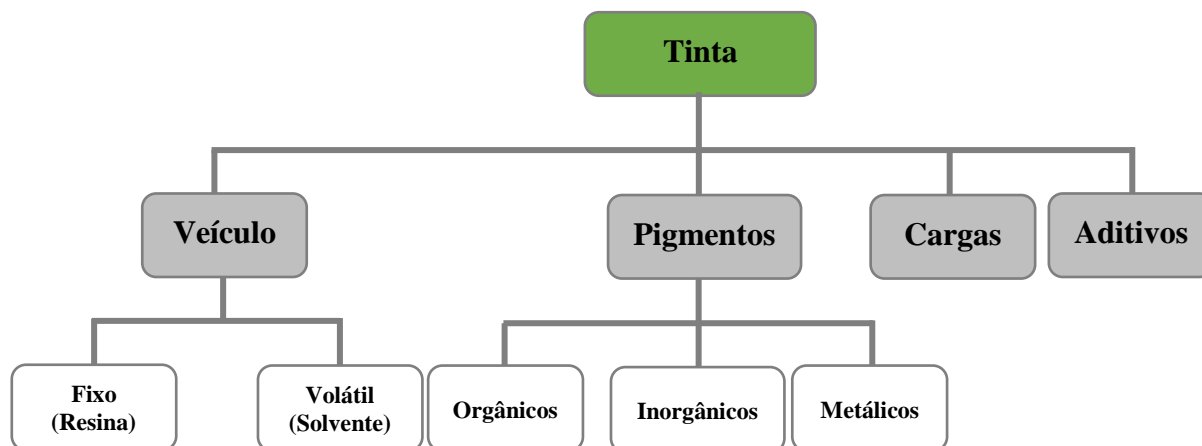 Tinta
Veículo
Pigmentos
Cargas
Aditivos
Fixo
(Resina)
Volátil
(Solvente)
Orgânicos
Inorgânicos
Metálicos